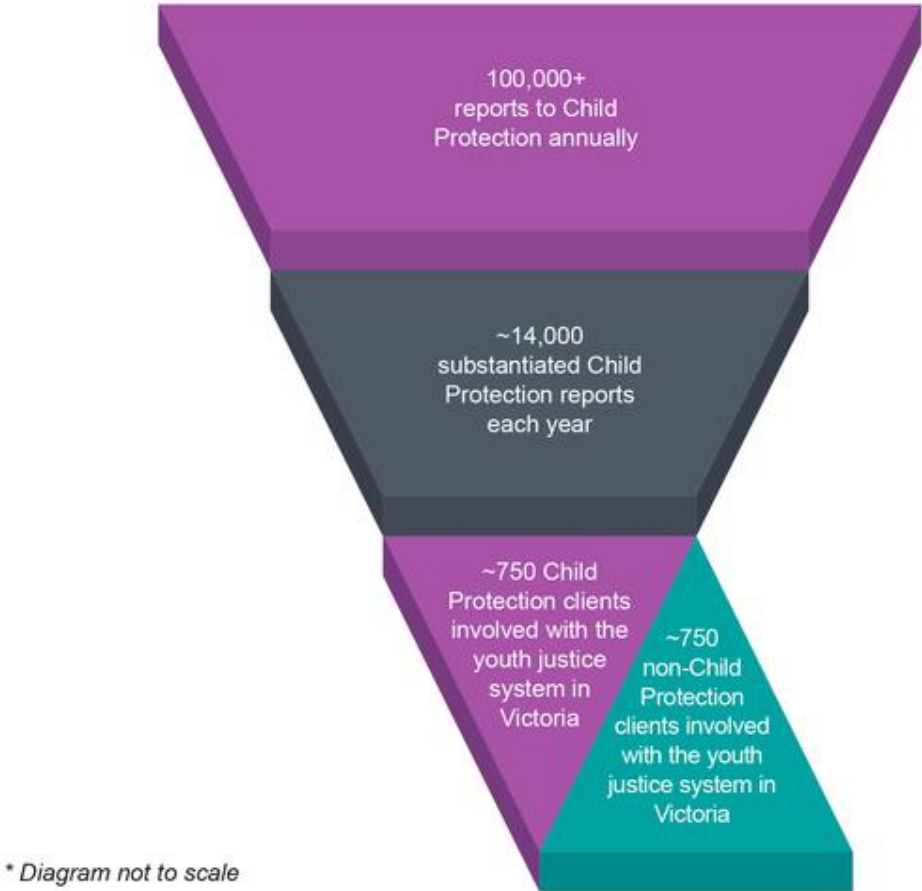 100,000+
reports to Child
Protection annually
~14,000
substantiated Child
Protection reports
each year
~750 Child
Protection clients
involved with the
youth justice
system in
Victoria
~750
non-Child
Protection
clients involved
with the youth
justice system in
Victoria
* Diagram not to scale